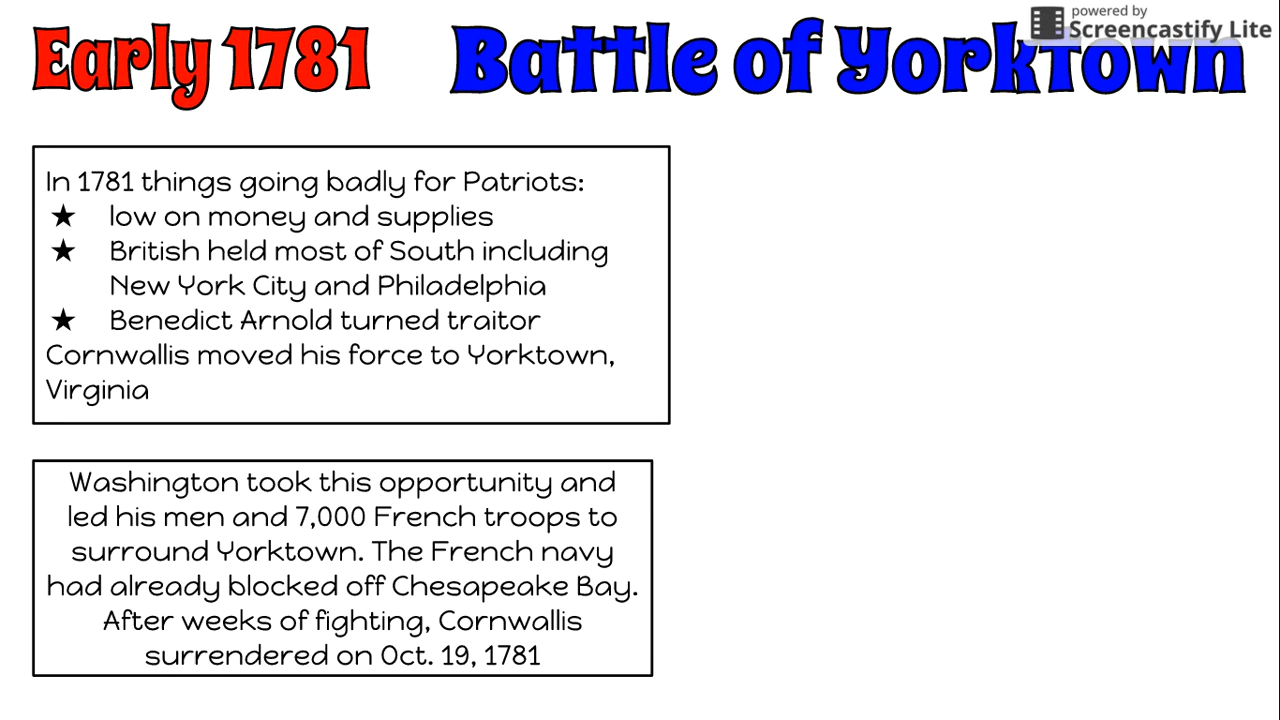 Early 1781 Battle of Yorktown
powered by
Screencastify Lite
In 1781 things going badly for Patriots:
★ low on money and supplies
★ British held most of South including
New York City and Philadelphia
★ Benedict Arnold turned traitor
Cornwallis moved his force to Yorktown,
Virginia
Washington took this opportunity and
led his men and 7,000 French troops to
surround Yorktown. The French navy
had already blocked off Chesapeake Bay.
After weeks of fighting, Cornwallis
surrendered on Oct. 19, 1781